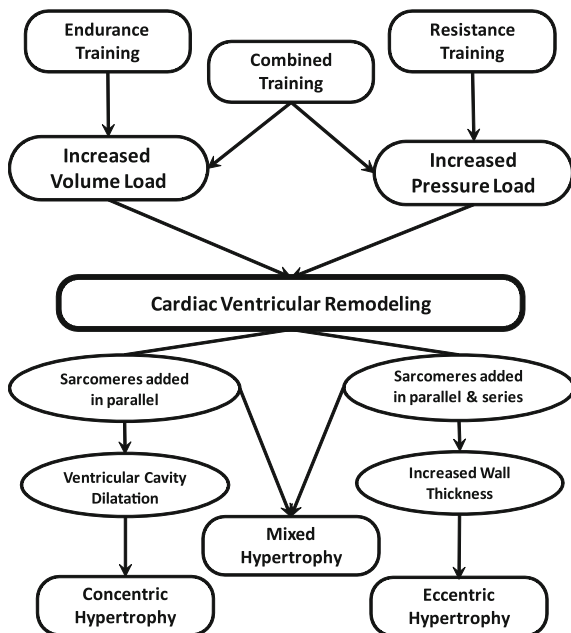 Endurance
Training
Combined
Training
Resistance
Training
Increased
Volume Load
Increased
Pressure Load
Cardiac Ventricular Remodeling
Sarcomeres added
in parallel
Sarcomeres added
in parallel & series
Ventricular Cavity
Dilatation
Increased Wall
Thickness
Mixed
Hypertrophy
Concentric
Hypertrophy
Eccentric
Hypertrophy